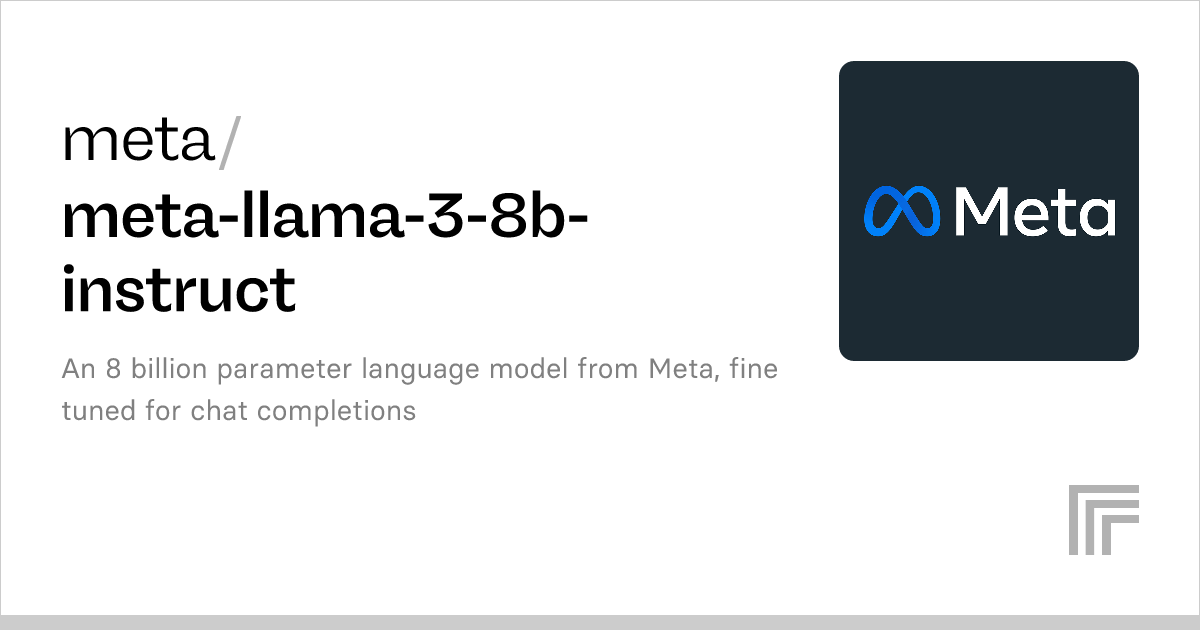 meta/
meta-llama-3-8b-
instruct
An 8 billion parameter language model from Meta, fine
tuned for chat completions
Meta